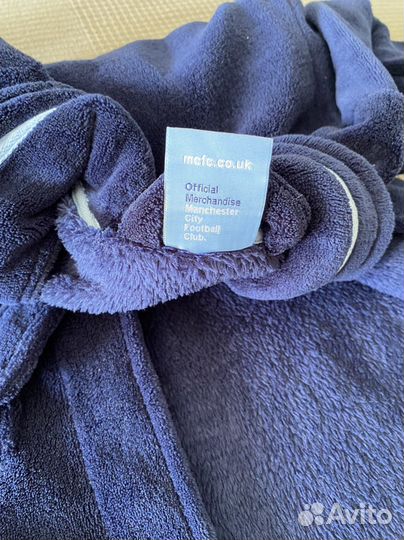 mcfc.co.uk
Official
Merchandise
Manchester
City
Football
Club.
Avito